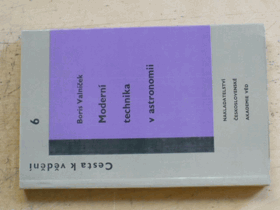 Cesta k vědění
6
Boris Valníček
Moderní
technika
v astronomii
NAKLADATELSTVÍ
ČESKOSLOVENSKÉ
AKADEMIE VĚD